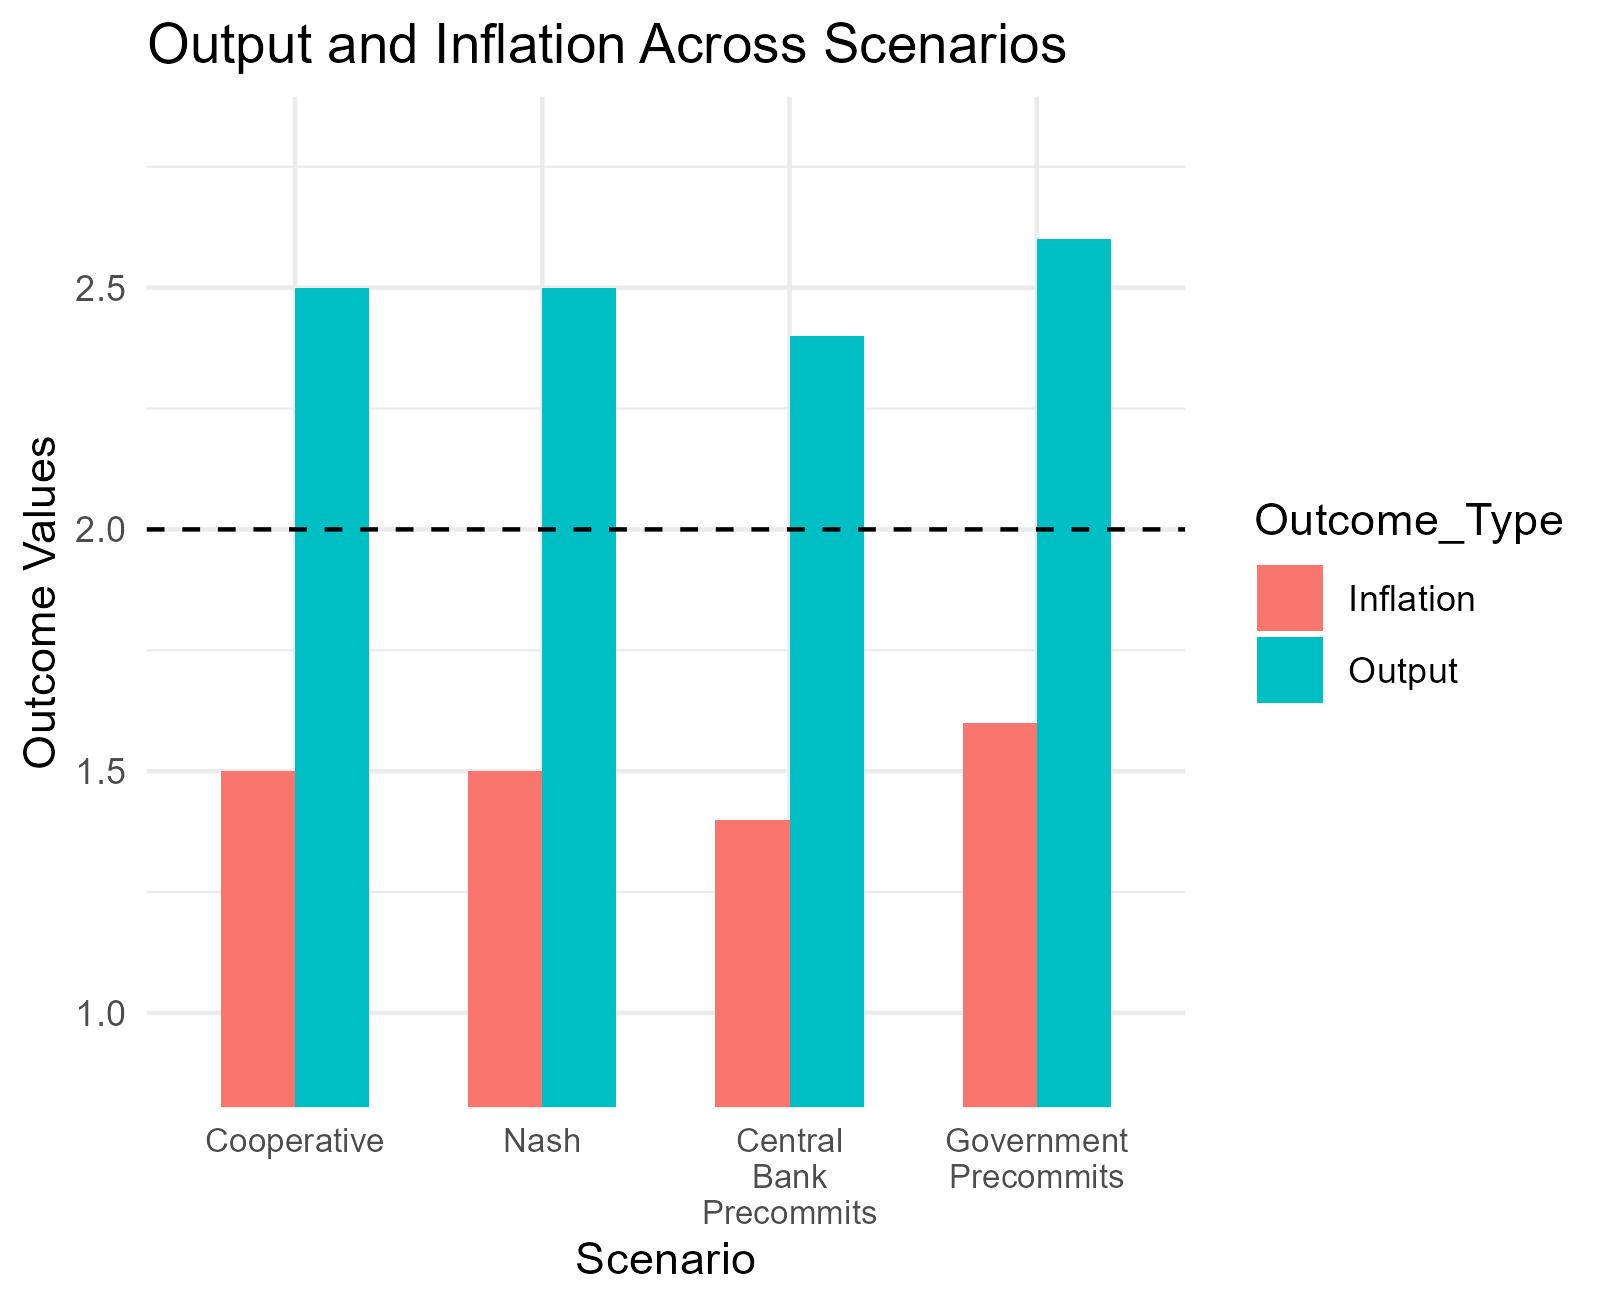 Output and Inflation Across Scenarios
Outcome Values
2.5
2.0
1.5
1.0
Cooperative
Nash
Central
Bank
Precommits
Government
Precommits
Scenario
Outcome_Type
Inflation
Output